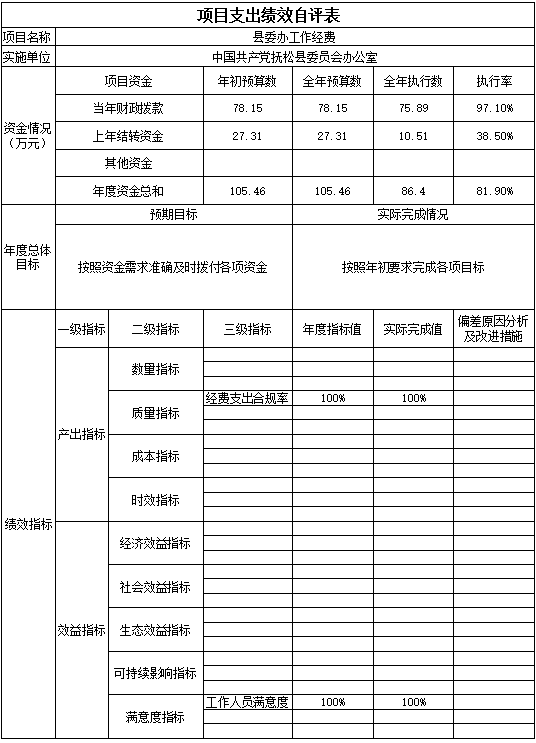 项目支出绩效自评表
项目名称 县委办工作经费
实施单位 中国共产党抚松县委员会办公室
资金情况
（万元）
项目资金 年初预算数 全年预算数 全年执行数 执行率
当年财政拨款 78.15 78.15 75.89 97.10%
上年结转资金 27.31 27.31 10.51 38.50%
其他资金
年度资金总和 105.46 105.46 86.4 81.90%
年度总体
目标
预期目标 实际完成情况
按照资金需求准确及时拨付各项资金 按照年初要求完成各项目标
绩效指标
一级指标 二级指标 三级指标 年度指标值 实际完成值 偏差原因分析
及改进措施
产出指标
数量指标
质量指标 经费支出合规率 100% 100%
成本指标
时效指标
效益指标
经济效益指标
社会效益指标
生态效益指标
可持续影响指标
满意度指标 工作人员满意度 100% 100%